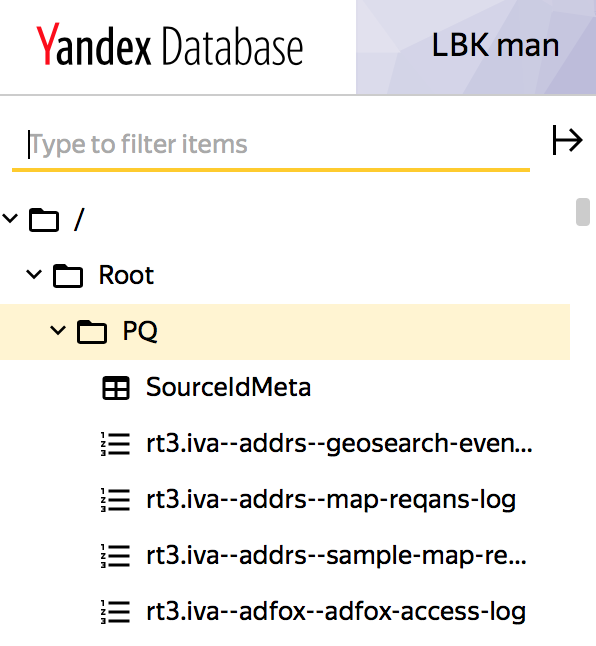 Yandex Database
LBK man
Type to filter items
/
Root
PQ
SourceIdMeta
rt3.iva--addrs--geosearch-even...
rt3.iva--addrs--map-reqans-log
rt3.iva--addrs--sample-map-re...
rt3.iva--adfox--adfox-access-log